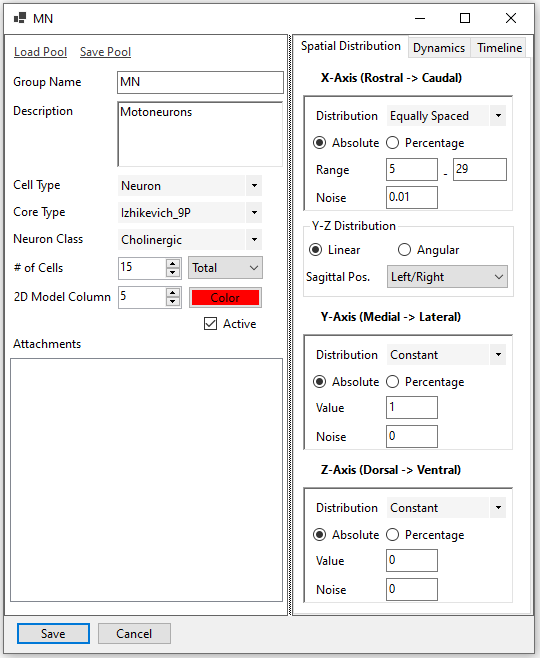 MN
Load Pool Save Pool
Group Name MN
Description Motoneurons
Cell Type Neuron
Core Type Izhikevich_9P
Neuron Class Cholinergic
# of Cells 15 Total
2D Model Column 5 Color
Active
Attachments
Save Cancel
Spatial Distribution Dynamics Timeline
X-Axis (Rostral -> Caudal)
Distribution Equally Spaced
Absolute Percentage
Range 5 - 29
Noise 0.01
Y-Z Distribution
Linear Angular
Sagittal Pos. Left/Right
Y-Axis (Medial -> Lateral)
Distribution Constant
Absolute Percentage
Value 1
Noise 0
Z-Axis (Dorsal -> Ventral)
Distribution Constant
Absolute Percentage
Value 0
Noise 0